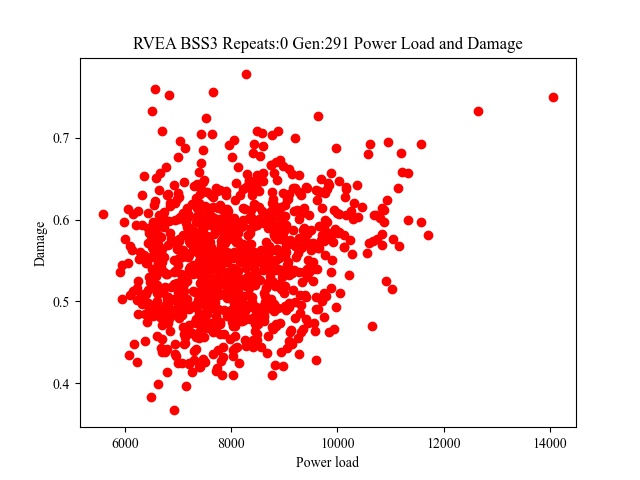 RVEA BSS3 Repeats:0 Gen:291 Power Load and Damage
0.7
0.6
0.5
0.4
Damage
6000 8000 10000 12000 14000
Power load